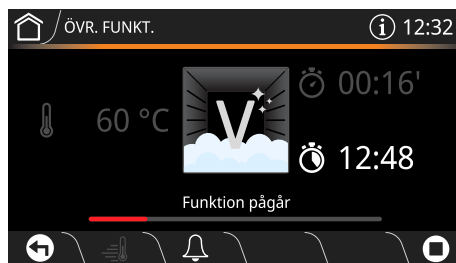 ÖVR. FUNKT.
12:32
60 °C
V
00:16'
12:48
Funktion pågår